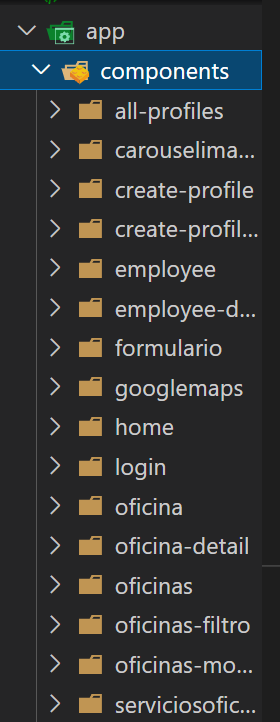 app
components
all-profiles
carouselima...
create-profile
create-profil...
employee
employee-d...
formulario
googlemaps
home
login
oficina
oficina-detail
oficinas
oficinas-filtro
oficinas-mo...
serviciosofic...